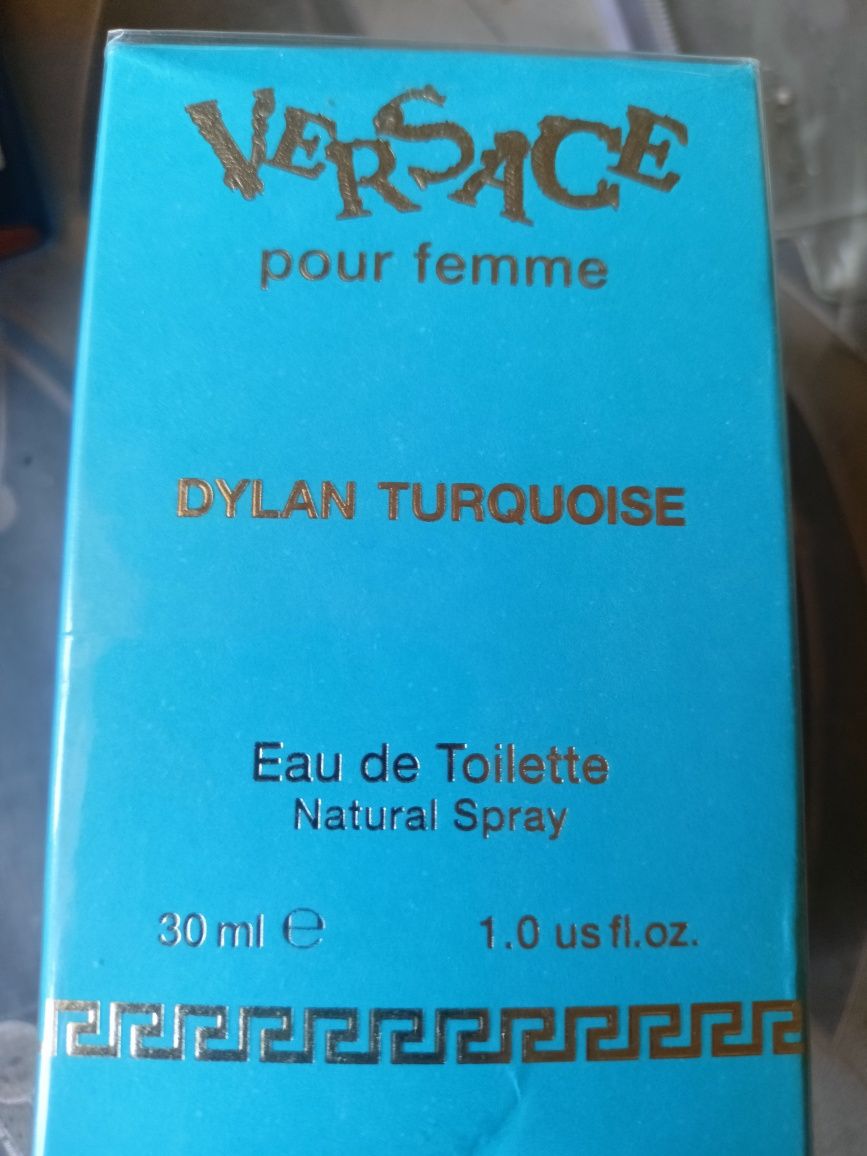 VERSACE
pour femme
DYLAN TURQUOISE
Eau de Toilette
Natural Spray
30 ml ℮ 1.0 us fl.oz.